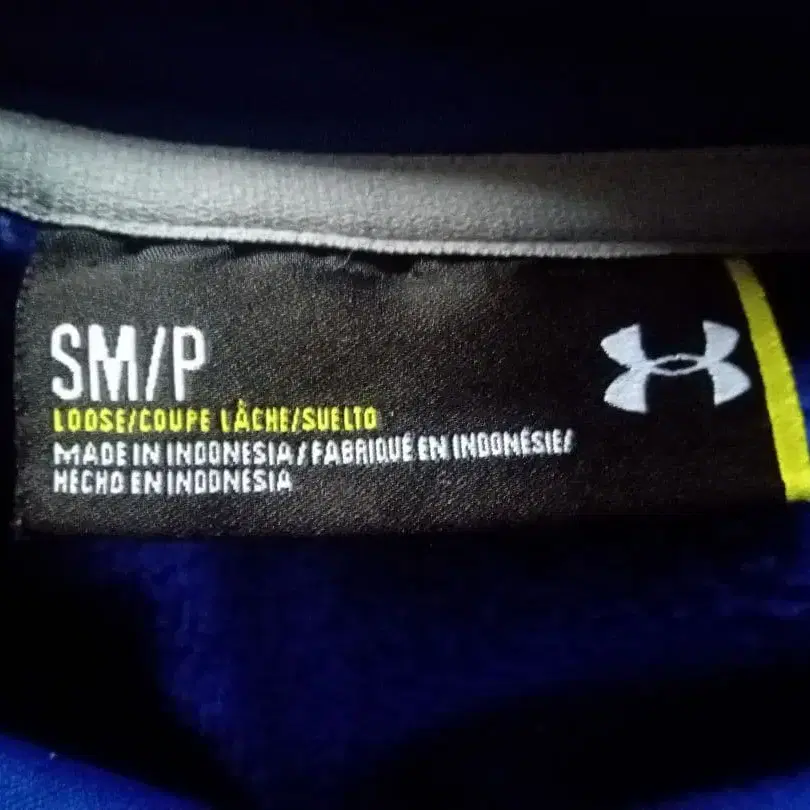 SM/P
LOOSE/COUPE LÂCHE/SUELTO
MADE IN INDONESIA/FABRIQUÉ EN INDONÉSIE/
HECHO EN INDONESIA